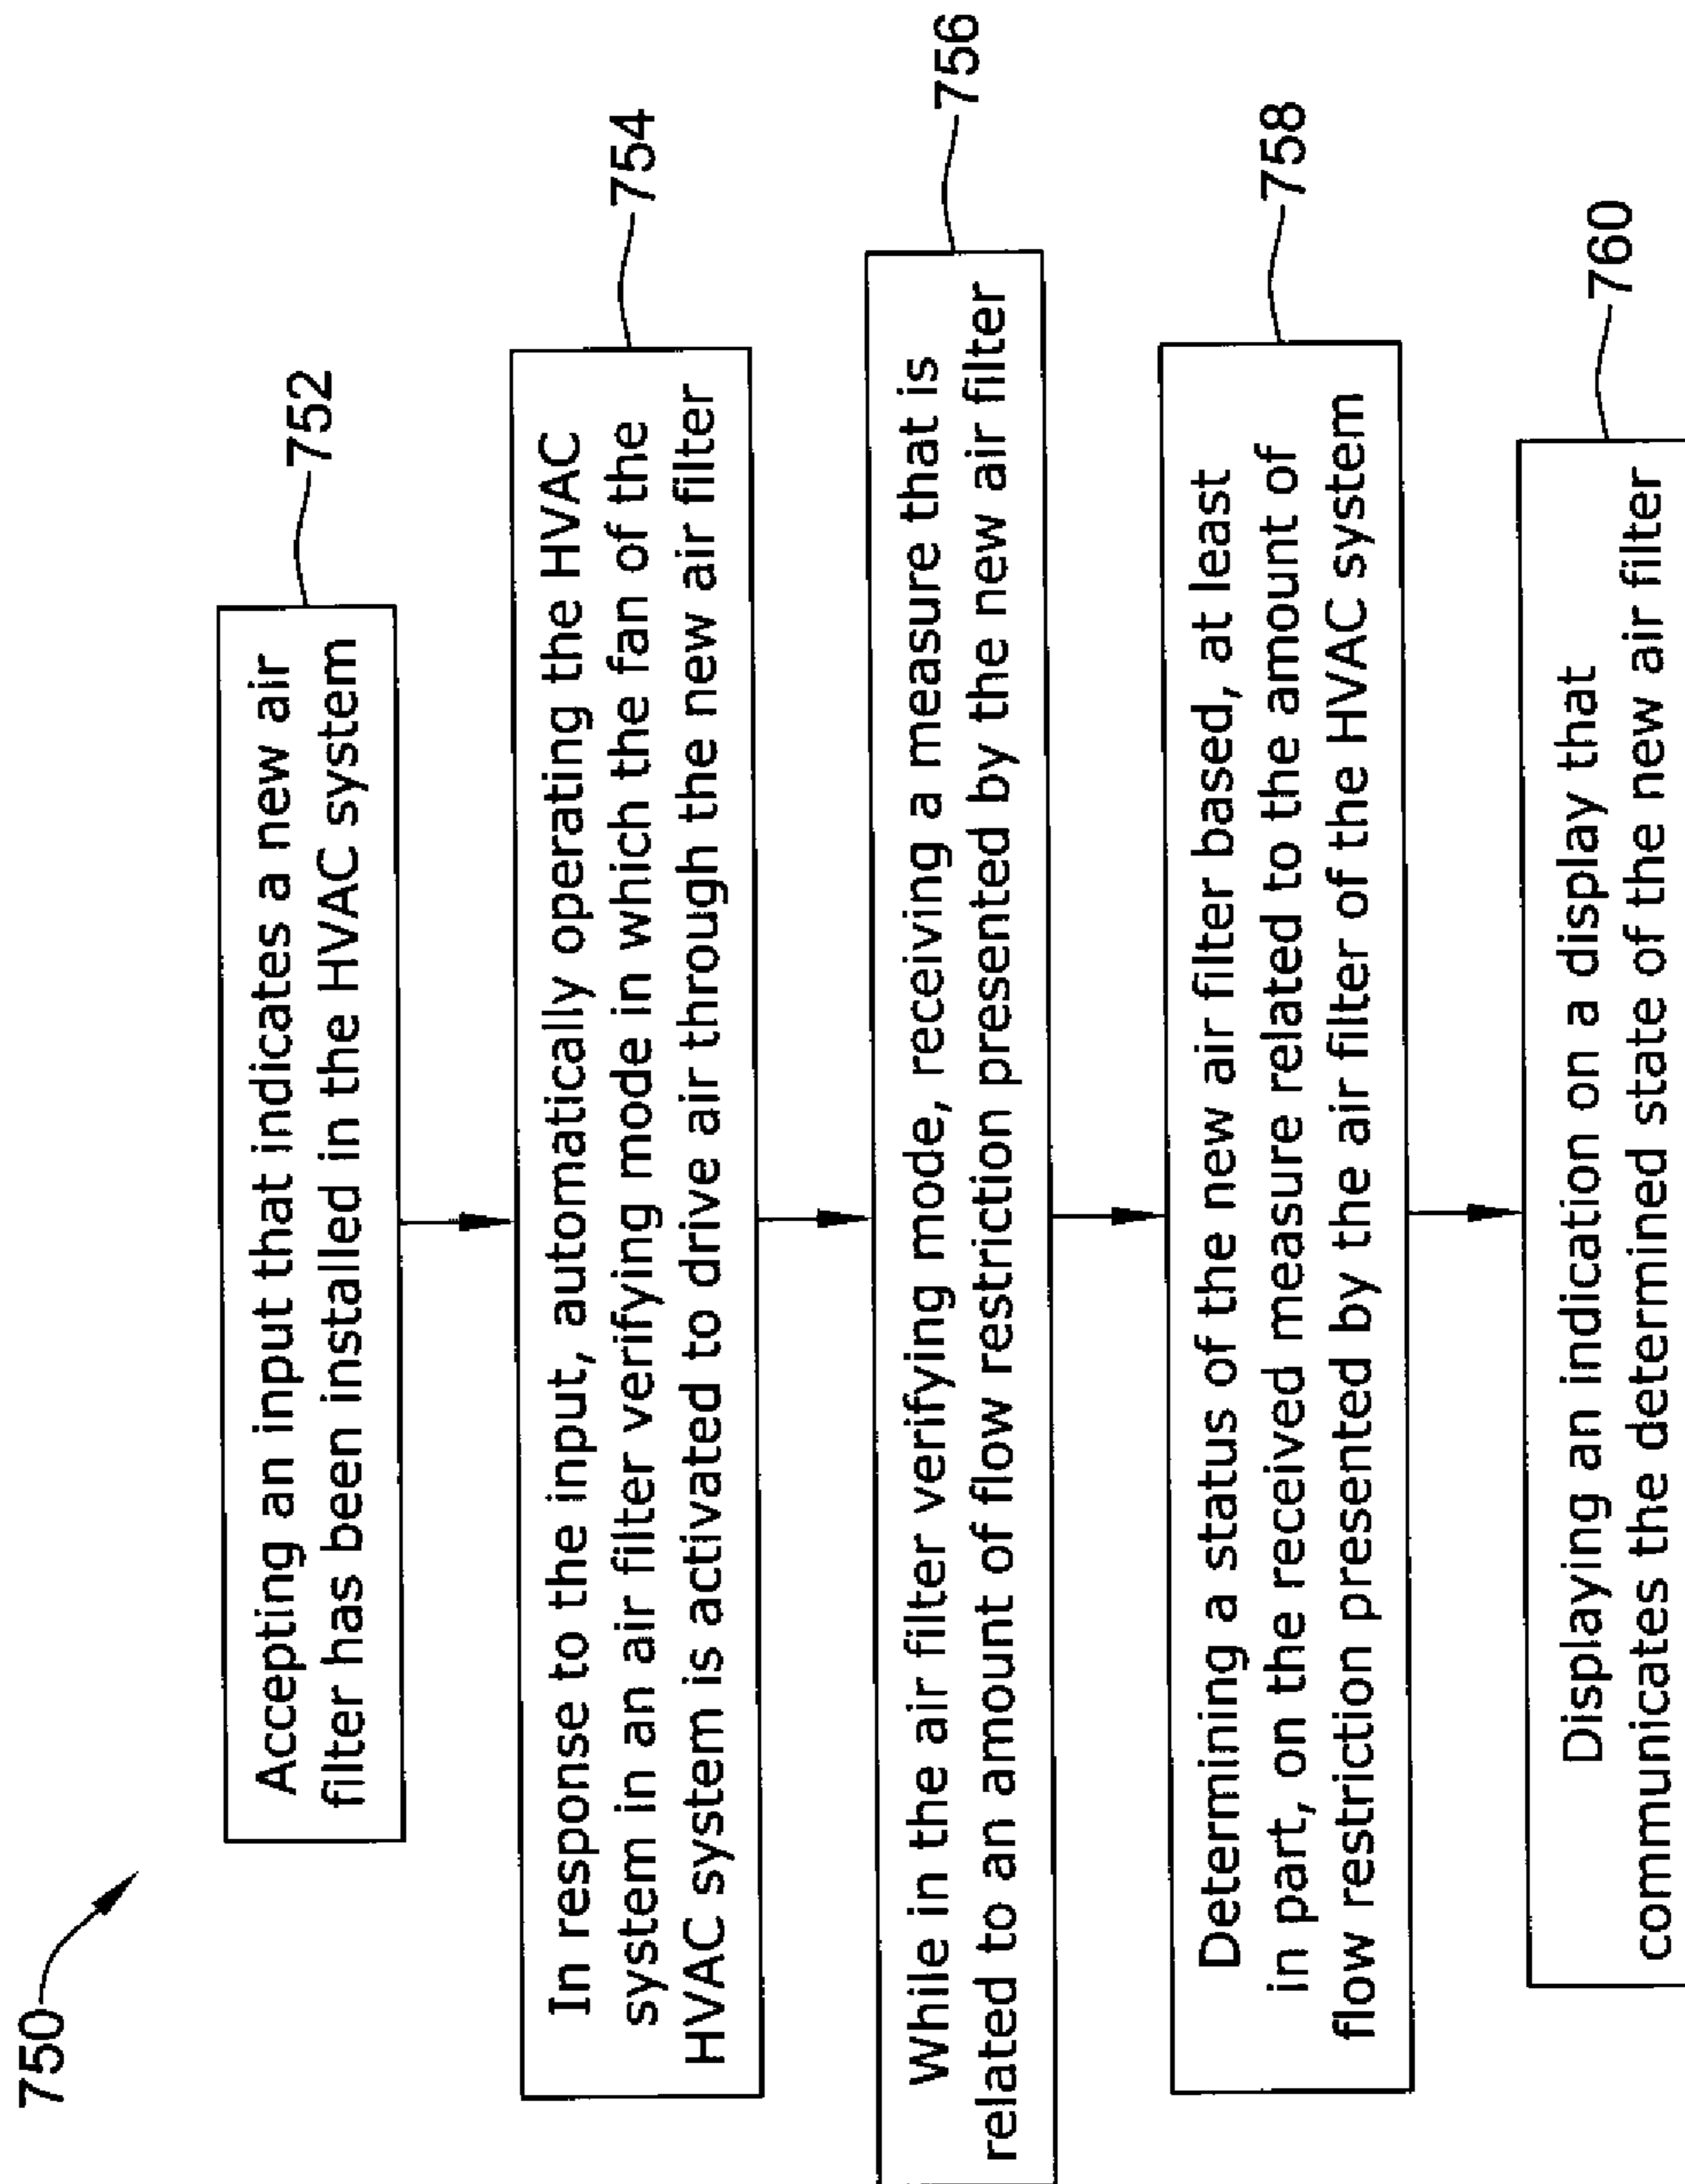 750
Accepting an input that indicates a new air
filter has been installed in the HVAC system
752
In response to the input, automatically operating the HVAC
system in an air filter verifying mode in which the fan of the
HVAC system is activated to drive air through the new air filter
754
While in the air filter verifying mode, receiving a measure that is
related to an amount of flow restriction presented by the new air filter
756
Determining a status of the new air filter based, at least
in part, on the received measure related to the amount of
flow restriction presented by the air filter of the HVAC system
758
Displaying an indication on a display that
communicates the determined state of the new air filter
760